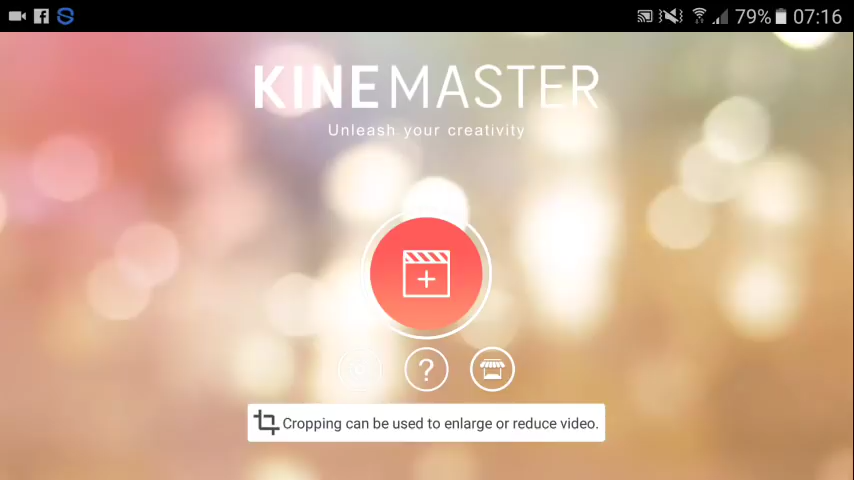 79% 07:16
KINEMASTER
Unleash your creativity
?
Cropping can be used to enlarge or reduce video.